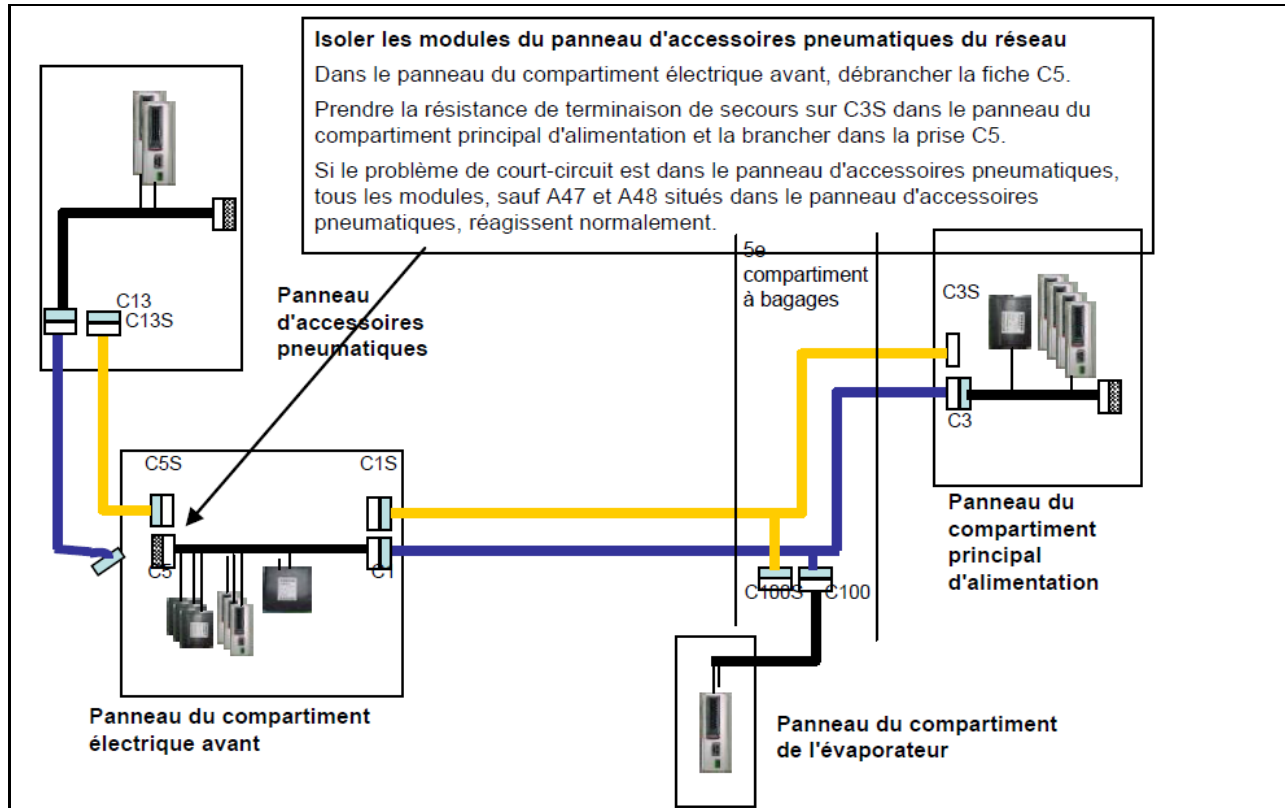 Isoler les modules du panneau d'accessoires pneumatiques du réseau
Dans le panneau du compartiment électrique avant, débrancher la fiche C5.
Prendre la résistance de terminaison de secours sur C3S dans le panneau du
compartiment principal d'alimentation et la brancher dans la prise C5.
Si le problème de court-circuit est dans le panneau d'accessoires pneumatiques,
tous les modules, sauf A47 et A48 situés dans le panneau d'accessoires
pneumatiques, réagissent normalement.
5e
compartiment
à bagages
C13
C13S
Panneau
d'accessoires
pneumatiques
C3S
C3
C5S
C1S
C5
C1
C100S
C100
Panneau du
compartiment
principal
d'alimentation
Panneau du compartiment
électrique avant
Panneau du compartiment
de l'évaporateur